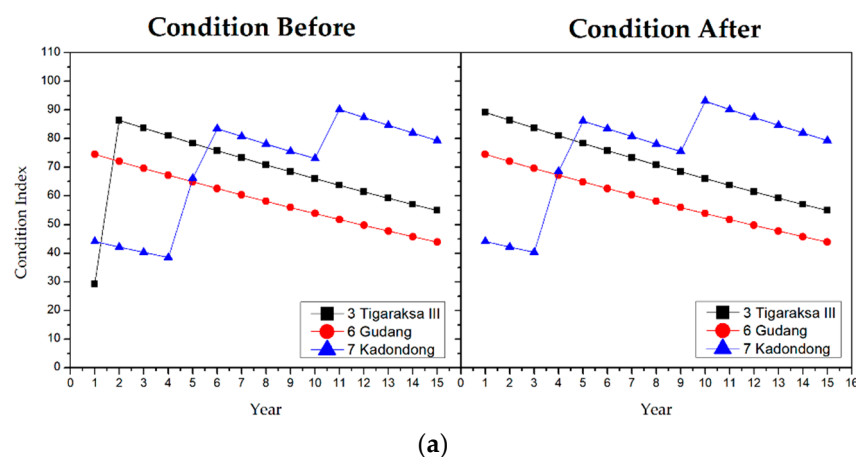 Condition Before
Condition After
110
100
90
80
70
60
50
40
30
20
10
0
Condition Index
3 Tigaraksa III
6 Gudang
7 Kadondong
3 Tigaraksa III
6 Gudang
7 Kadondong
0 1 2 3 4 5 6 7 8 9 10 11 12 13 14 15 0 1 2 3 4 5 6 7 8 9 10 11 12 13 14 15 16
Year
Year
(a)